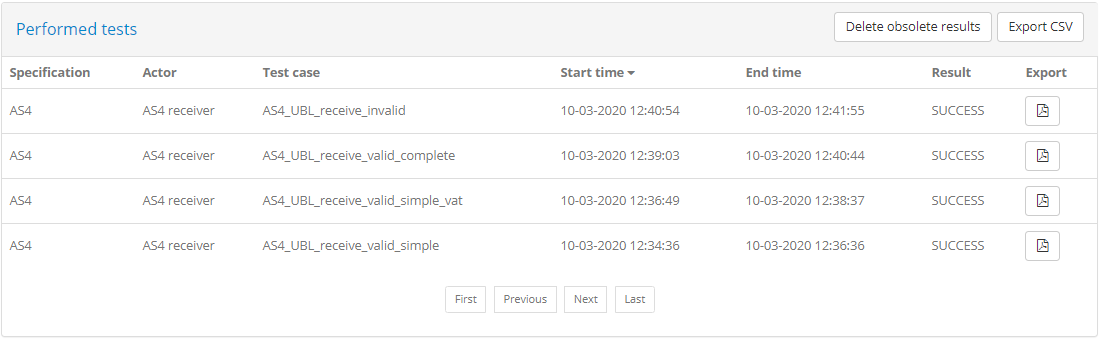 Performed tests
Delete obsolete results
Export CSV
Specification Actor Test case Start time End time Result Export
AS4 AS4 receiver AS4_UBL_receive_invalid 10-03-2020 12:40:54 10-03-2020 12:41:55 SUCCESS
AS4 AS4 receiver AS4_UBL_receive_valid_complete 10-03-2020 12:39:03 10-03-2020 12:40:44 SUCCESS
AS4 AS4 receiver AS4_UBL_receive_valid_simple_vat 10-03-2020 12:36:49 10-03-2020 12:38:37 SUCCESS
AS4 AS4 receiver AS4_UBL_receive_valid_simple 10-03-2020 12:34:36 10-03-2020 12:36:36 SUCCESS
First Previous Next Last